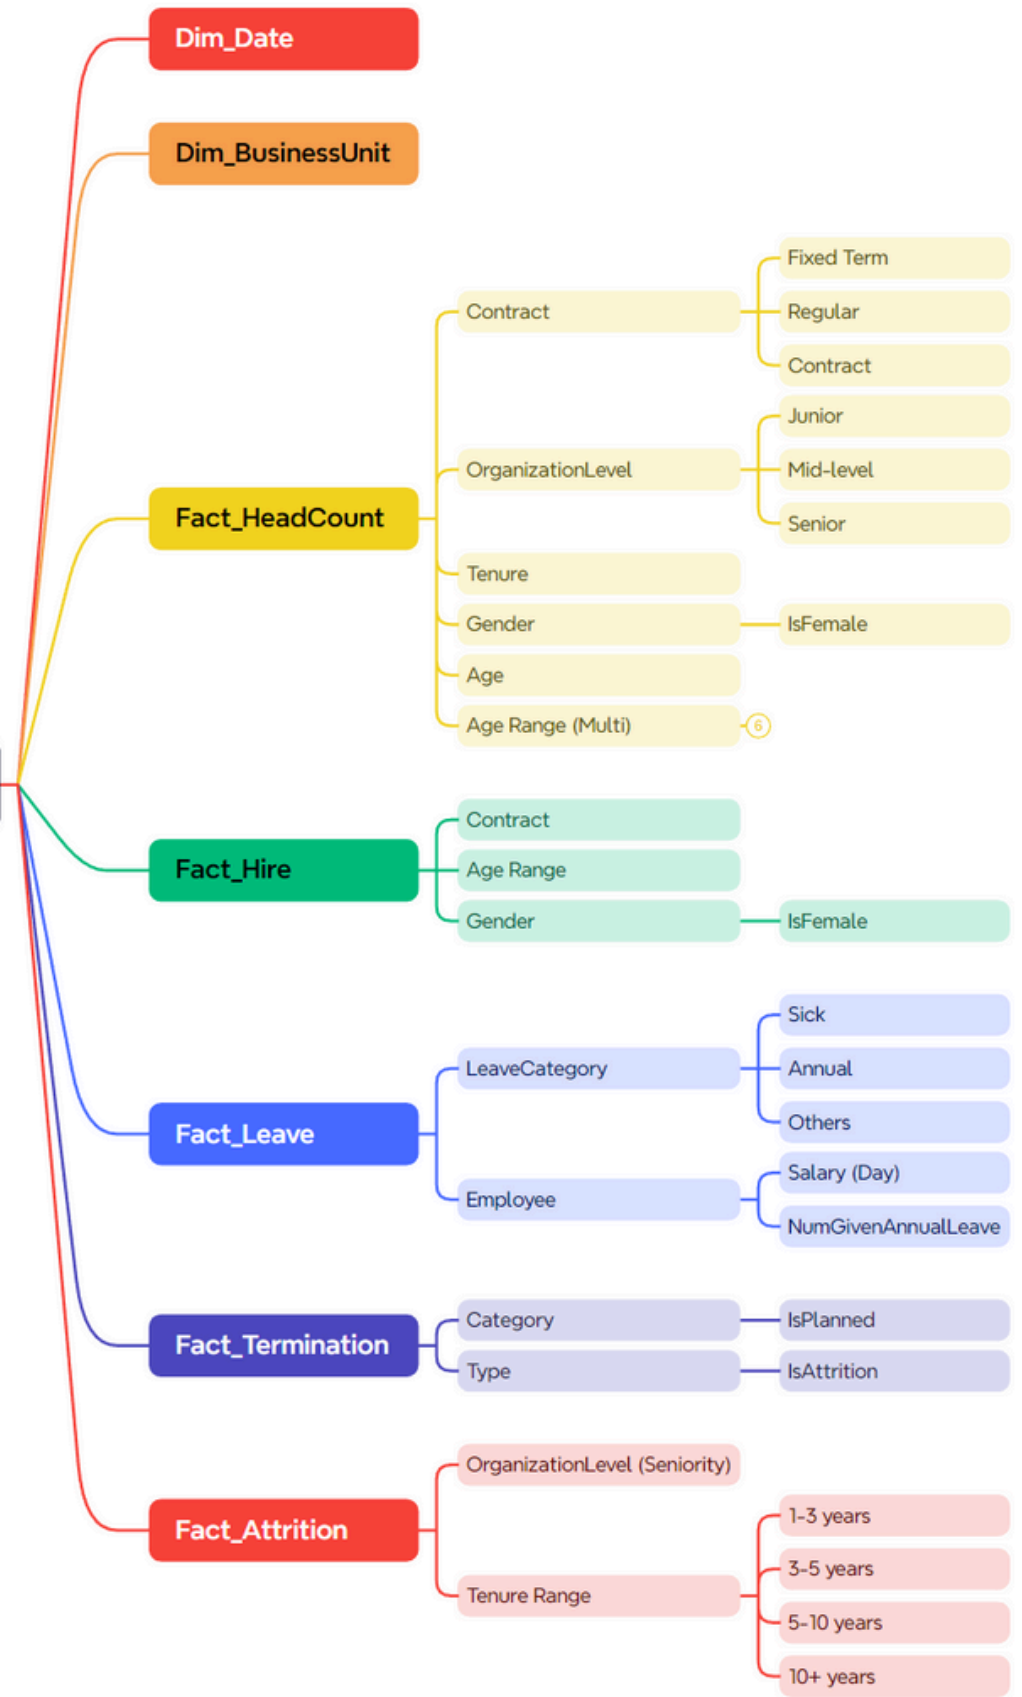 Dim_Date
Dim_BusinessUnit
Fact_HeadCount
Contract
Fixed Term
Regular
Contract
OrganizationLevel
Junior
Mid-level
Senior
Tenure
Gender
IsFemale
Age
Age Range (Multi)
6
Fact_Hire
Contract
Age Range
Gender
IsFemale
Fact_Leave
LeaveCategory
Sick
Annual
Others
Employee
Salary (Day)
NumGivenAnnualLeave
Fact_Termination
Category
IsPlanned
Type
IsAttrition
Fact_Attrition
OrganizationLevel (Seniority)
Tenure Range
1-3 years
3-5 years
5-10 years
10+ years